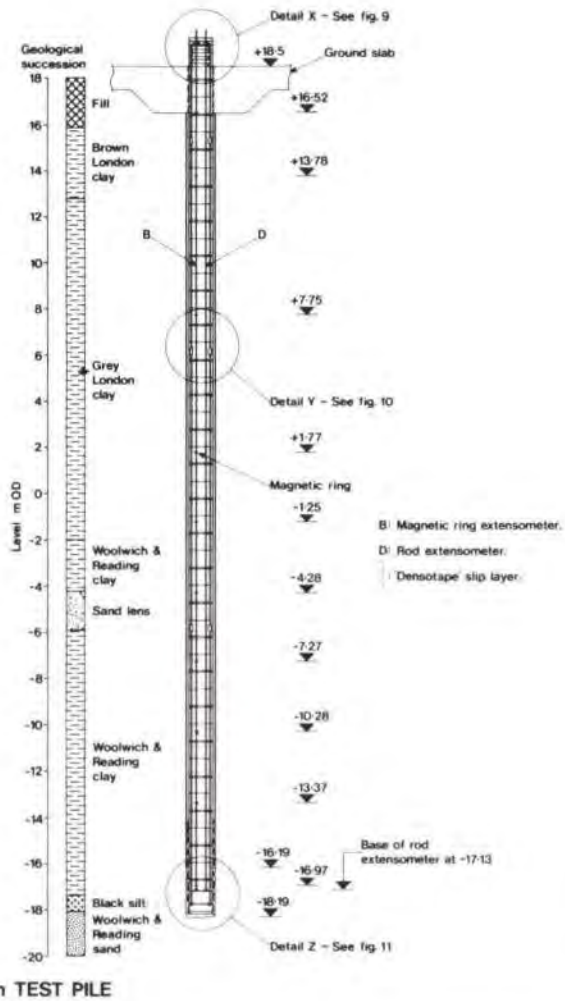 Detail X - See fig. 9
Geological
succession
+18·5
Ground slab
18
16
14
12
10
8
6
4
2
0
-2
-4
-6
-8
-10
-12
-14
-16
-18
-20
Level m OD
Fill
Brown
London
clay
Grey
London
clay
Woolwich &
Reading
clay
Sand lens
Woolwich &
Reading
clay
Black silt
Woolwich &
Reading
sand
B
D
+16·52
+13·78
+7·75
Detail Y - See fig. 10
+1·77
Magnetic ring
-1·25
B: Magnetic ring extensometer.
D: Rod extensometer.
'Densotape' slip layer.
-4·28
-7·27
-10·28
-13·37
-16·19
-16·97
Base of rod
extensometer at -17·13
-18·19
Detail Z - See fig. 11
TEST PILE